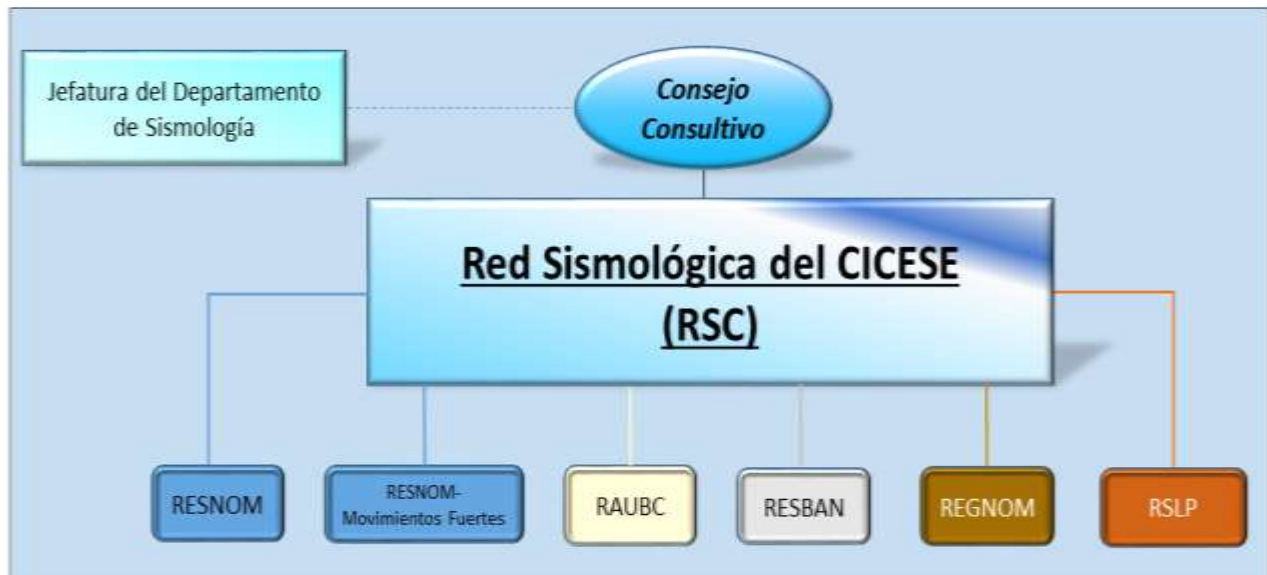 Jefatura del Departamento
de Sismología
Consejo
Consultivo
Red Sismológica del CICESE
(RSC)
RESNOM
RESNOM-
Movimientos Fuertes
RAUBC
RESBAN
REGNOM
RSLP